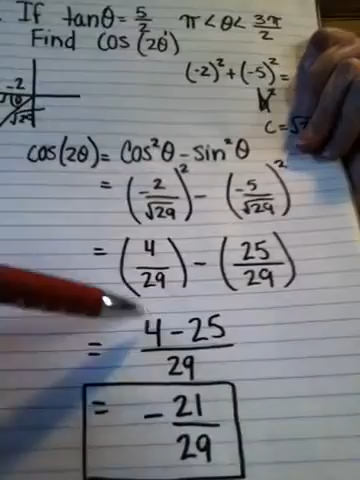 . If tanθ = 5/2 π < θ < 3π/2
Find cos(2θ)
(-2)² + (-5)² =
-2
√29
c = √
cos(2θ) = cos²θ - sin²θ
= (-2/√29)² - (-5/√29)²
= (4/29) - (25/29)
= 4 - 25/29
= - 21/29